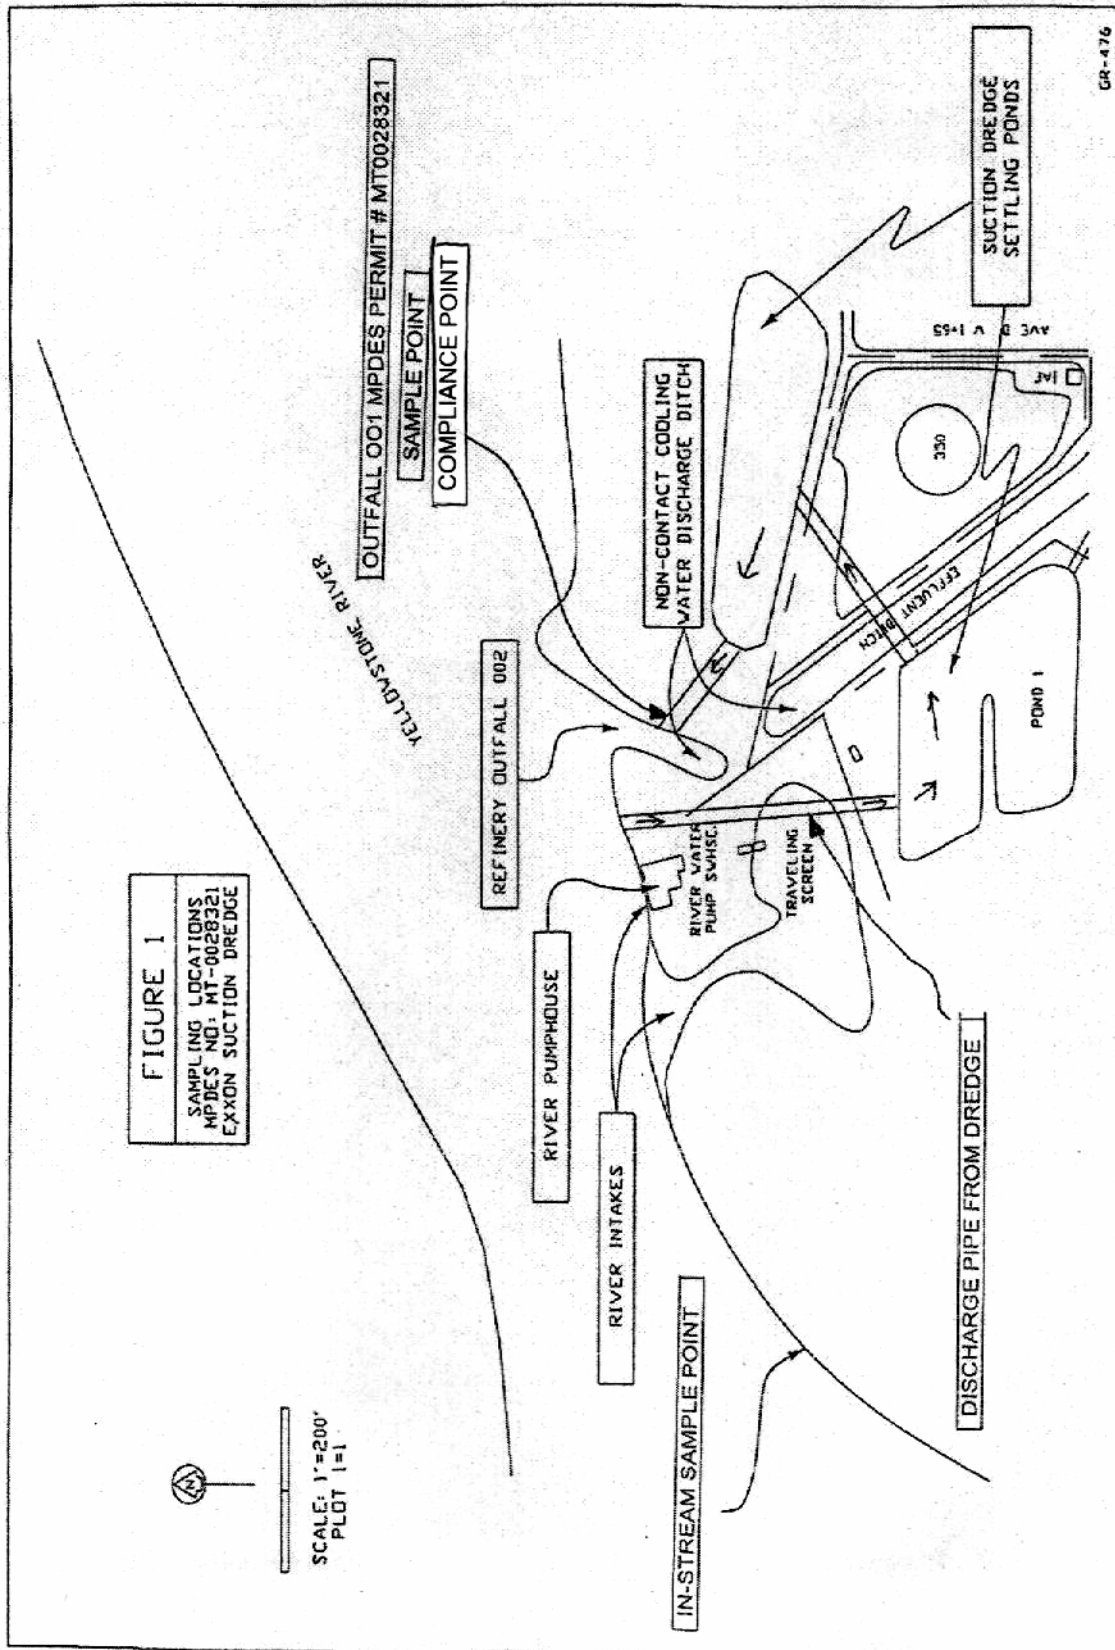 FIGURE 1
SAMPLING LOCATIONS
MPDES NO: MT-0028321
EXXON SUCTION DREDGE
SCALE: 1"=200'
PLOT 1=1
N
YELLOWSTONE RIVER
OUTFALL 001 MPDES PERMIT # MT0028321
SAMPLE POINT
COMPLIANCE POINT
REFINERY OUTFALL 002
RIVER PUMPHOUSE
RIVER INTAKES
IN-STREAM SAMPLE POINT
NON-CONTACT COOLING
WATER DISCHARGE DITCH
RIVER WATER
PUMP SWHSE.
TRAVELING
SCREEN
EFFLUENT
DITCH
POND 1
330
AVE D
DISCHARGE PIPE FROM DREDGE
SUCTION DREDGE
SETTLING PONDS
GR-476